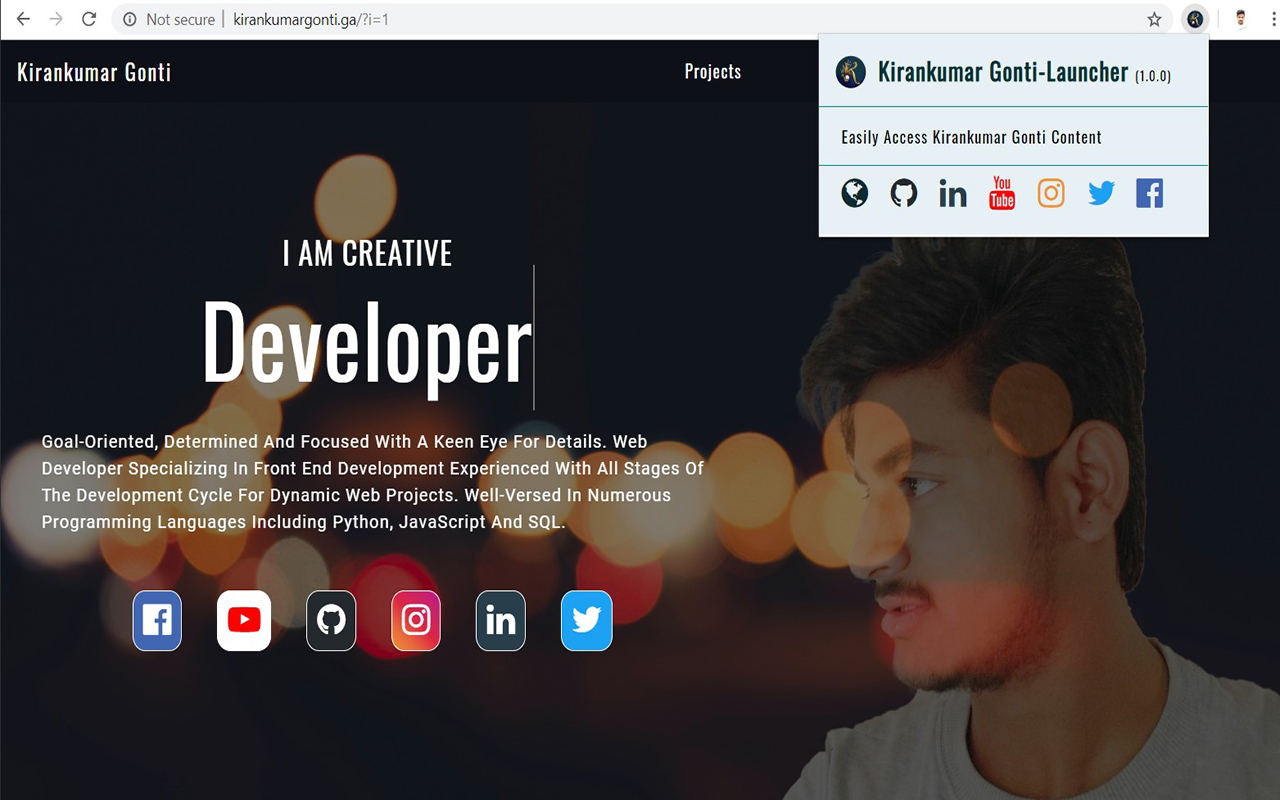 Not secure | kirankumargonti.ga/?i=1
Kirankumar Gonti
Projects
Kirankumar Gonti-Launcher (1.0.0)
Easily Access Kirankumar Gonti Content
You
Tube
I AM CREATIVE
Developer
Goal-Oriented, Determined And Focused With A Keen Eye For Details. Web
Developer Specializing In Front End Development Experienced With All Stages Of
The Development Cycle For Dynamic Web Projects. Well-Versed In Numerous
Programming Languages Including Python, JavaScript And SQL.